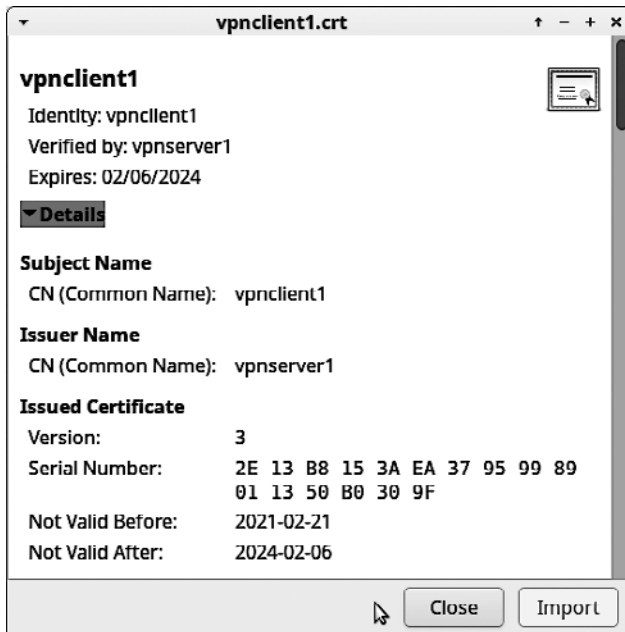 vpnclient1.crt
vpnclient1
Identity: vpnclient1
Verified by: vpnserver1
Expires: 02/06/2024
Details
Subject Name
CN (Common Name): vpnclient1
Issuer Name
CN (Common Name): vpnserver1
Issued Certificate
Version: 3
Serial Number: 2E 13 B8 15 3A EA 37 95 99 89
01 13 50 B0 30 9F
Not Valid Before: 2021-02-21
Not Valid After: 2024-02-06
Close Import